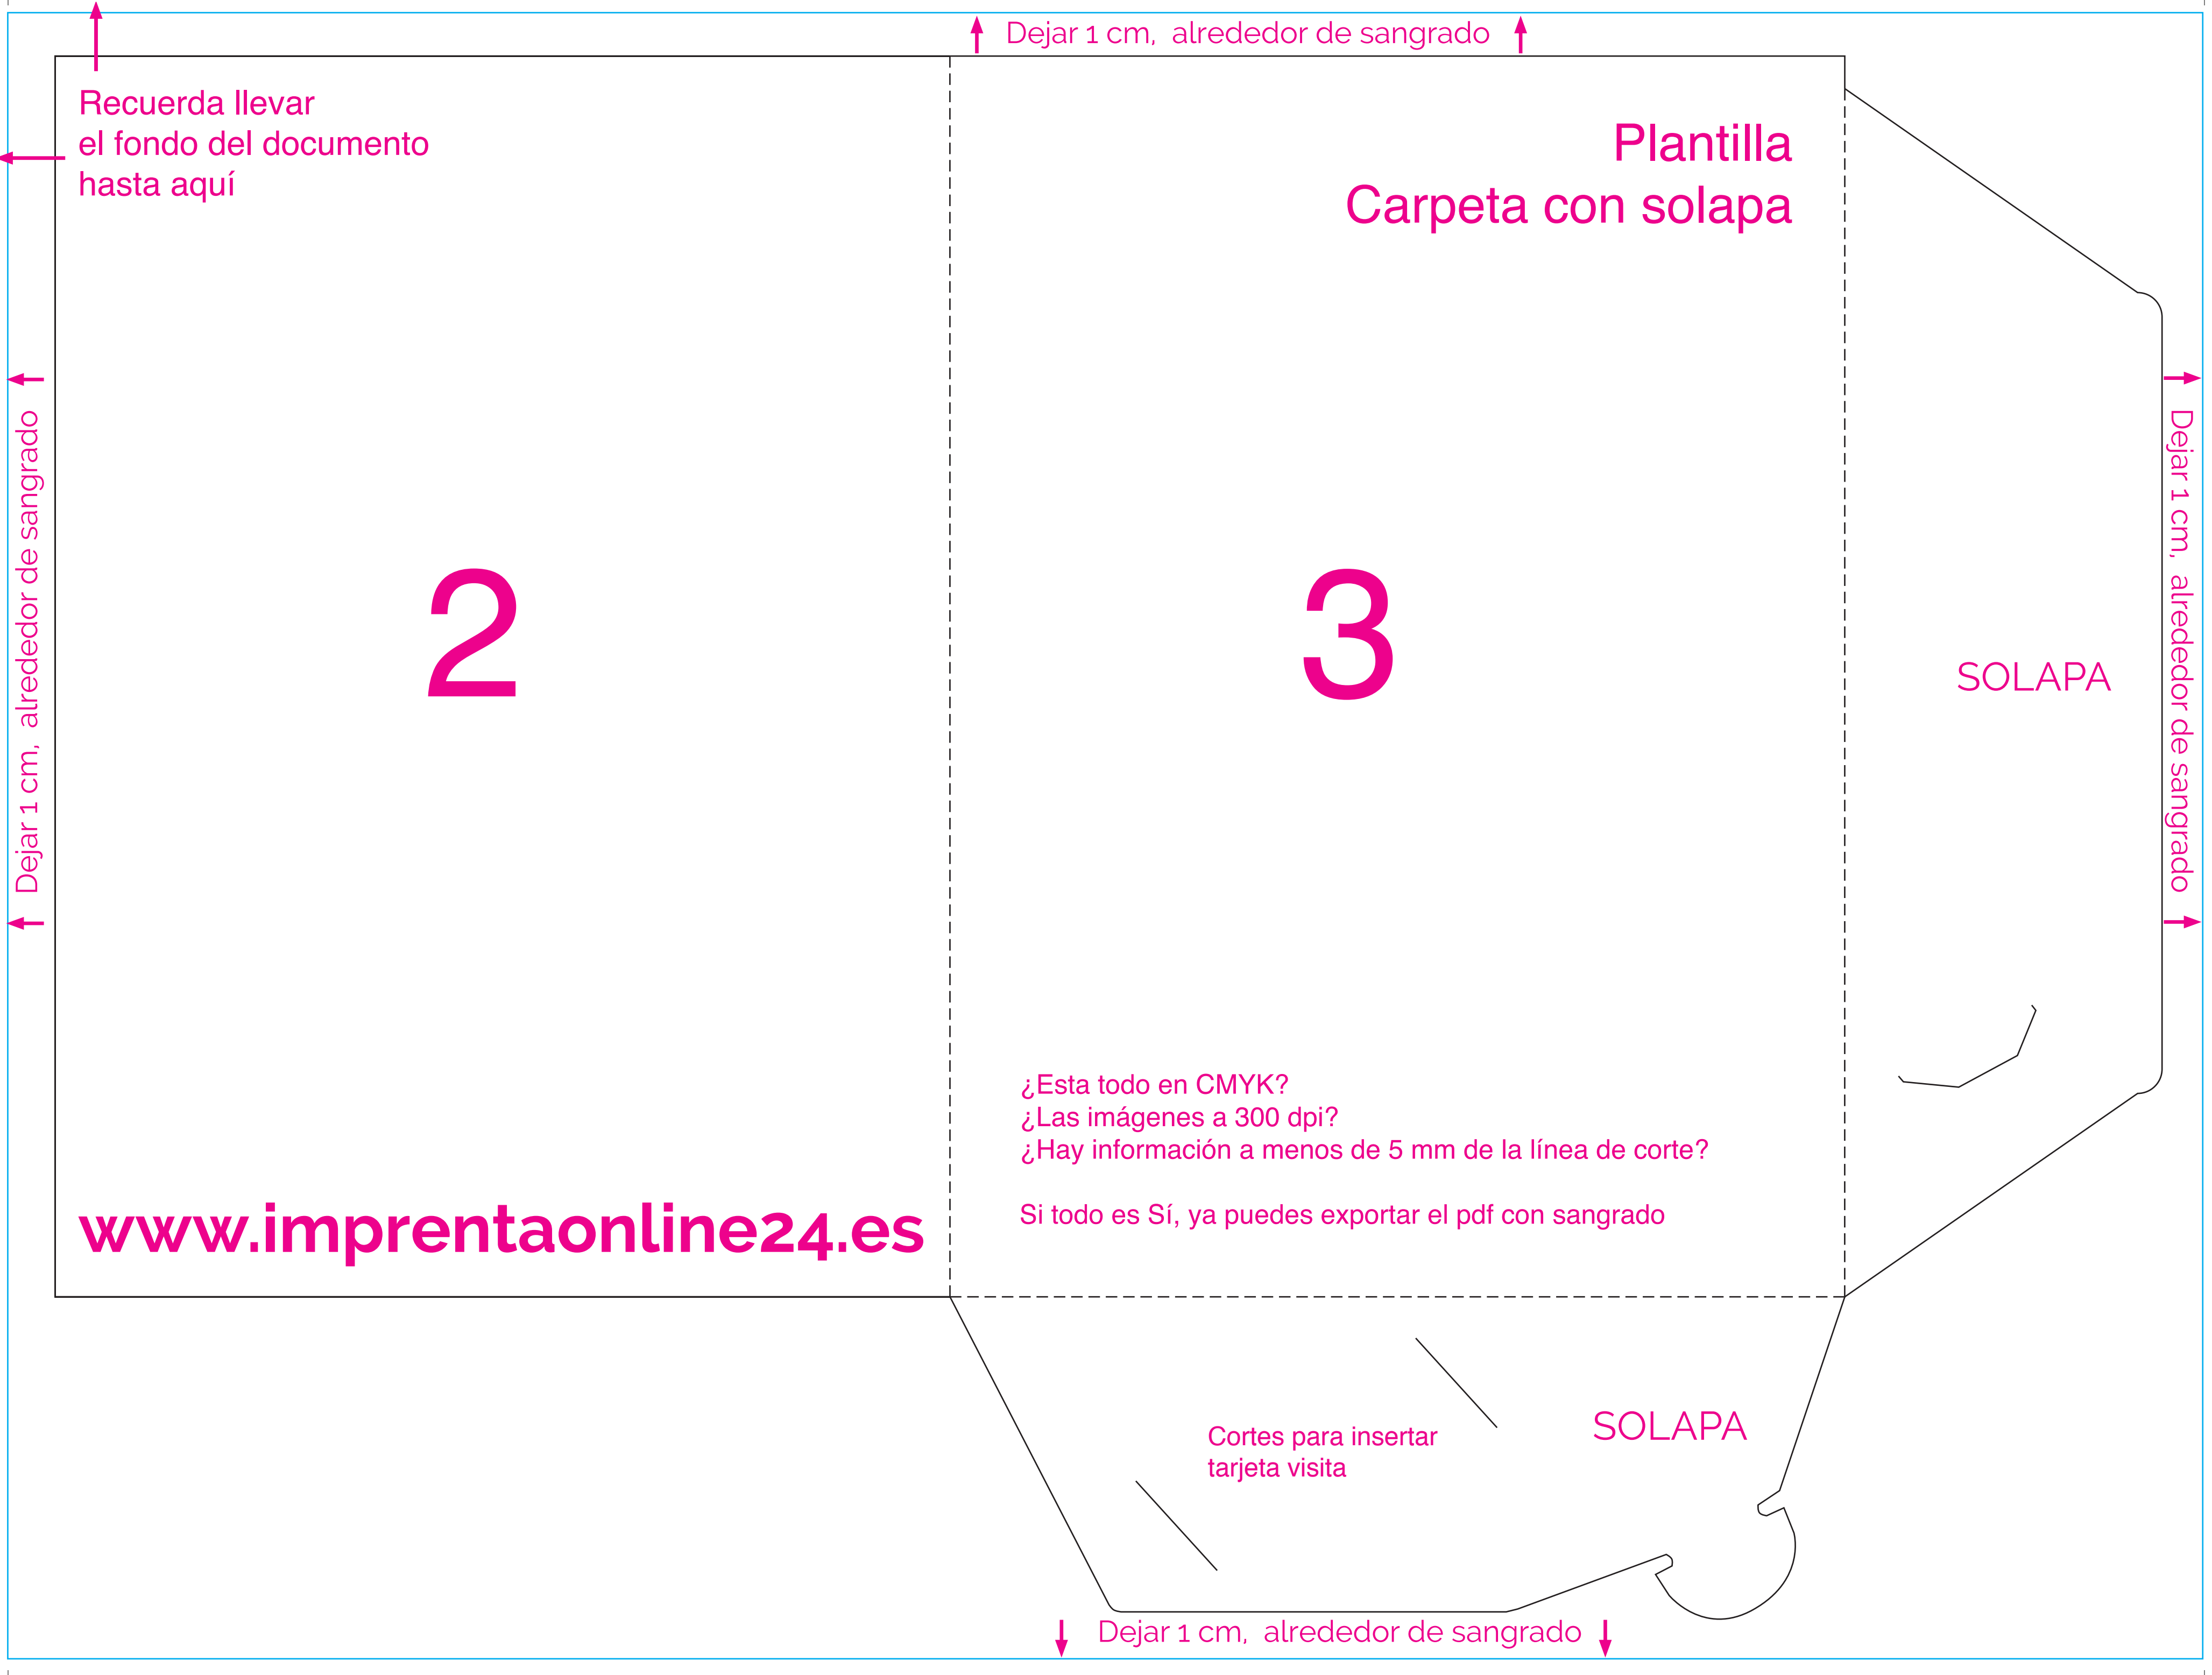 Dejar 1 cm, alrededor de sangrado
Recuerda llevar
el fondo del documento
hasta aquí
Plantilla
Carpeta con solapa
Dejar 1 cm, alrededor de sangrado
2
3
SOLAPA
Dejar 1 cm, alrededor de sangrado
¿Esta todo en CMYK?
¿Las imágenes a 300 dpi?
¿Hay información a menos de 5 mm de la línea de corte?
Si todo es Sí, ya puedes exportar el pdf con sangrado
www.imprentaonline24.es
Cortes para insertar
tarjeta visita
SOLAPA
Dejar 1 cm, alrededor de sangrado